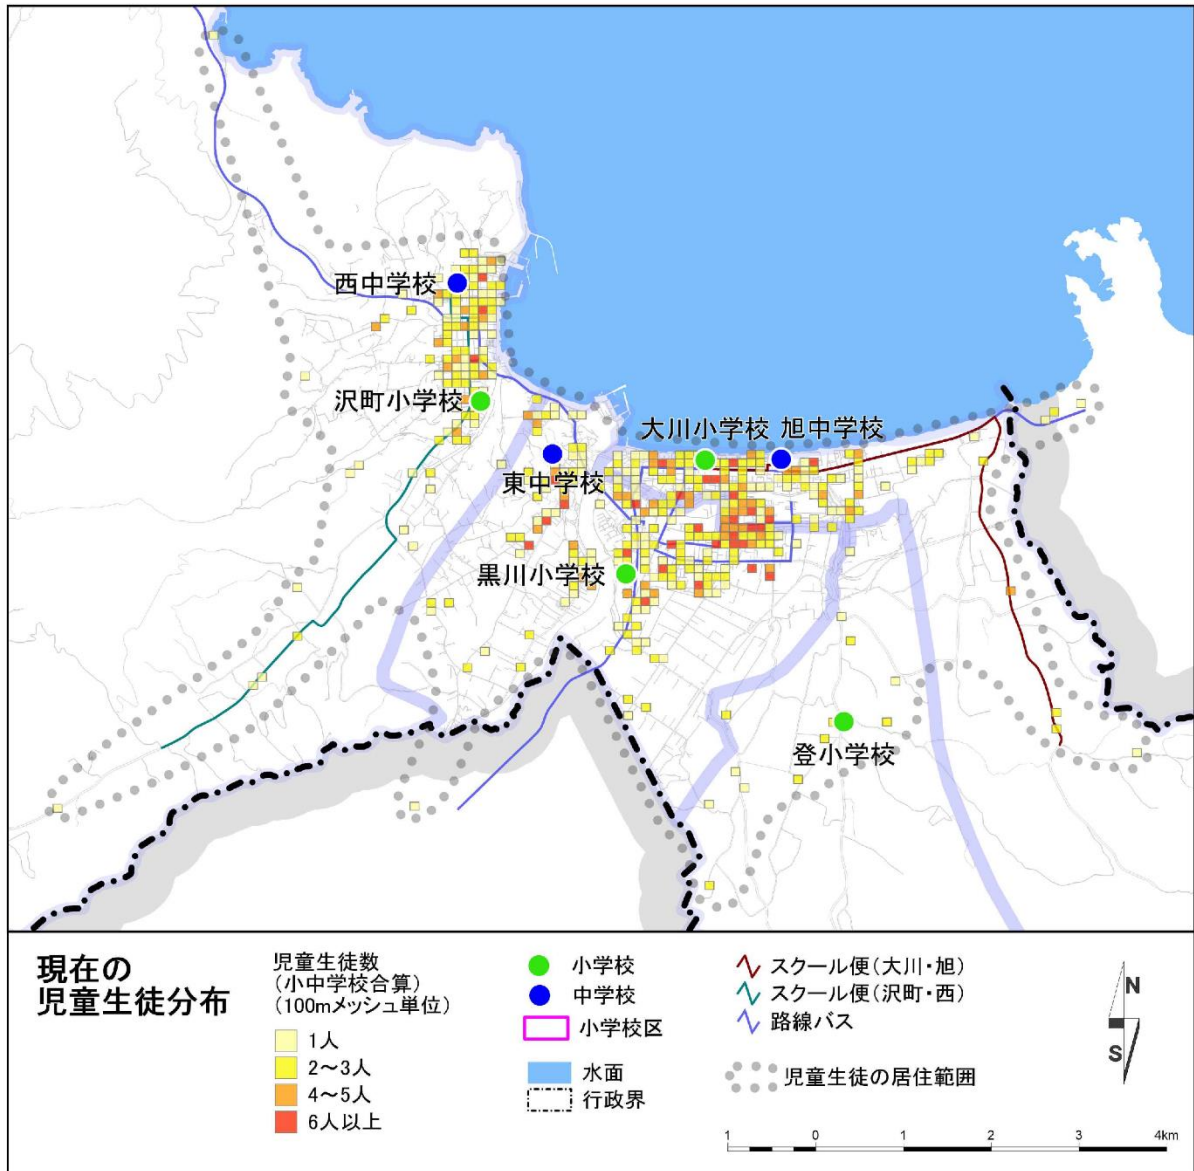 西中学校
沢町小学校
大川小学校 旭中学校
東中学校
黒川小学校
登小学校
現在の
児童生徒分布
児童生徒数
(小中学校合算)
(100mメッシュ単位)
1人
2～3人
4～5人
6人以上
小学校
中学校
小学校区
水面
行政界
スクール便(大川・旭)
スクール便(沢町・西)
路線バス
児童生徒の居住範囲
N
S
1 0 1 2 3 4km